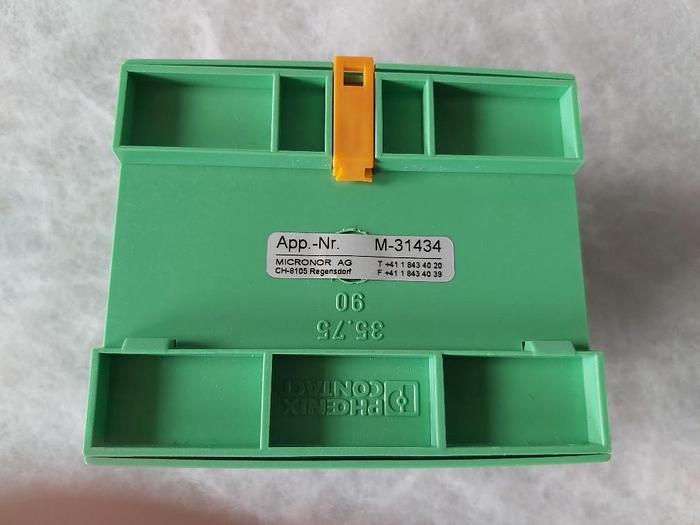 App.-Nr. M-31434
MICRONOR AG T +41 1 843 40 20
CH-8105 Regensdorf F +41 1 843 40 39
90
35.75
PHŒNIX
CONTACT